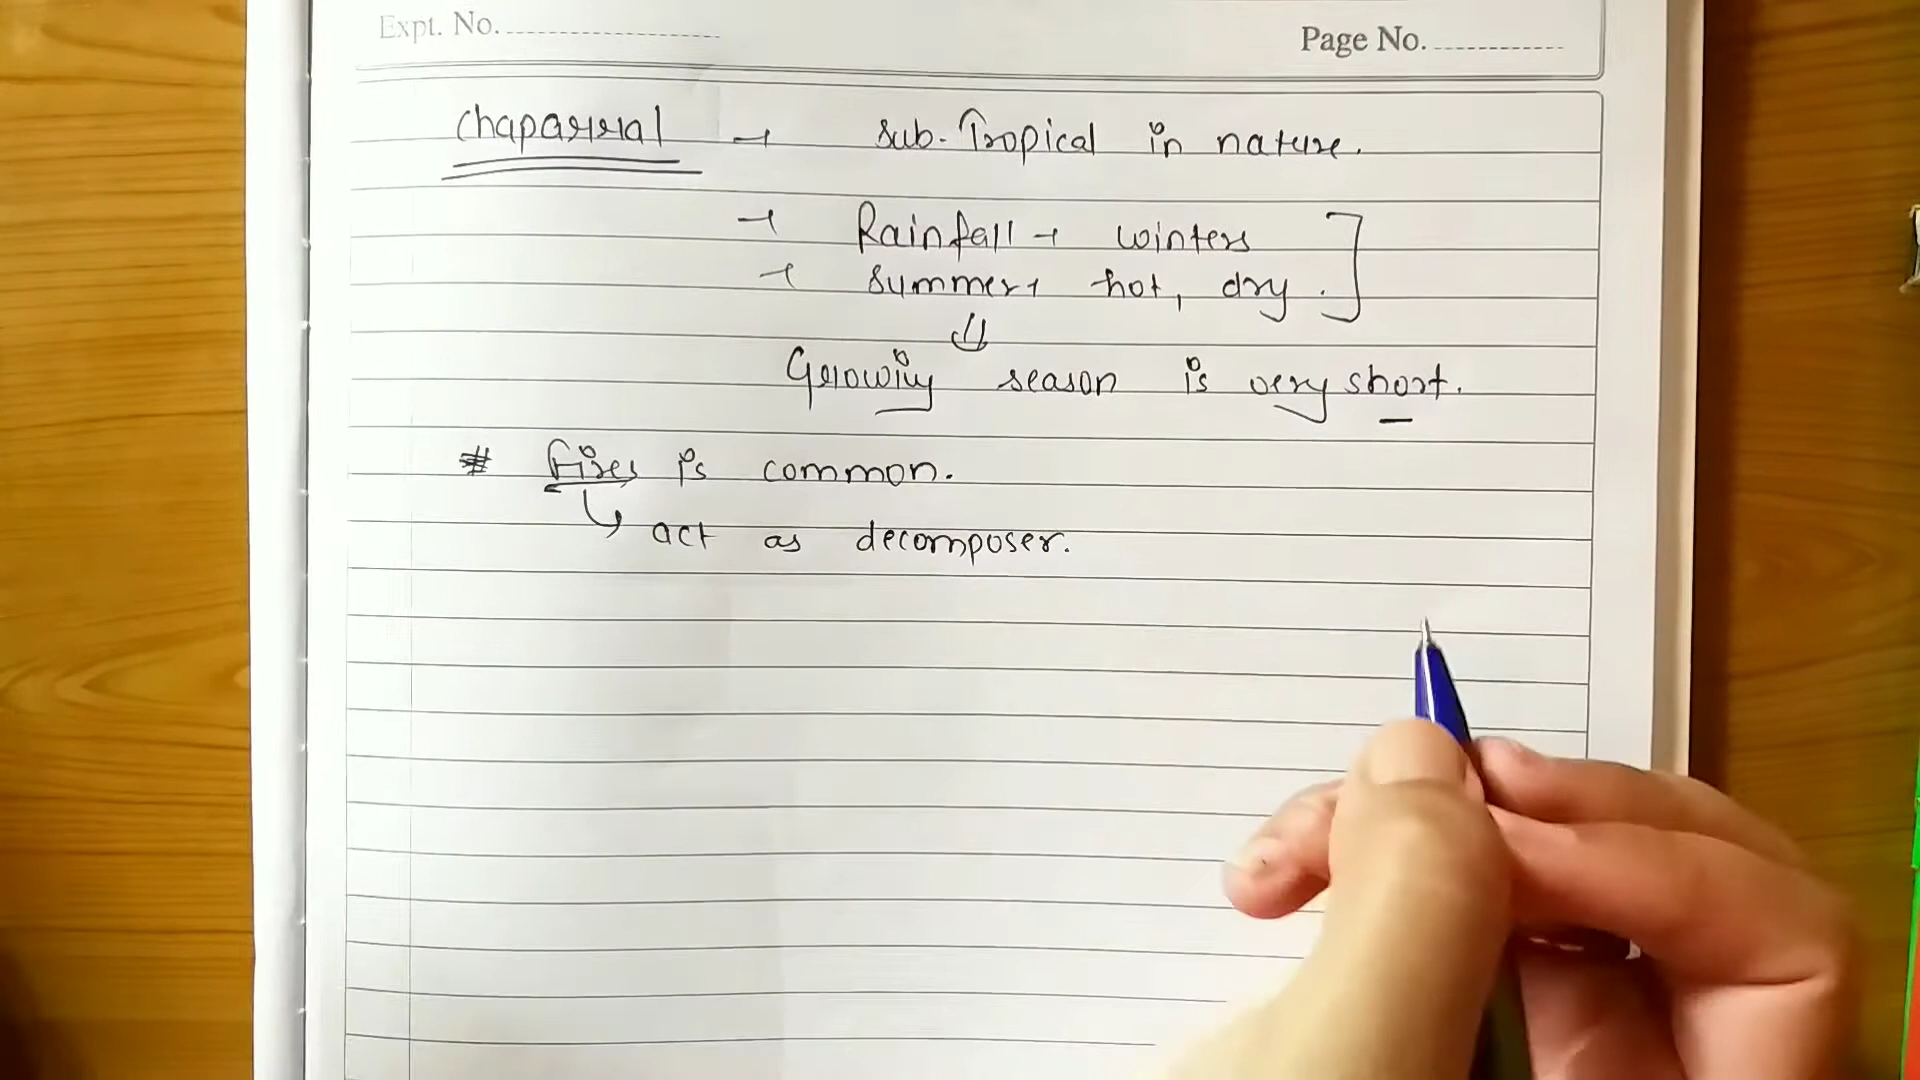 Expt. No.
Page No.
Chaparral → Sub-Tropical in nature.
→ Rainfall → winters
→ Summer → hot, dry.
⇓
Growing season is very short.
# Fires is common.
↳ act as decomposer.